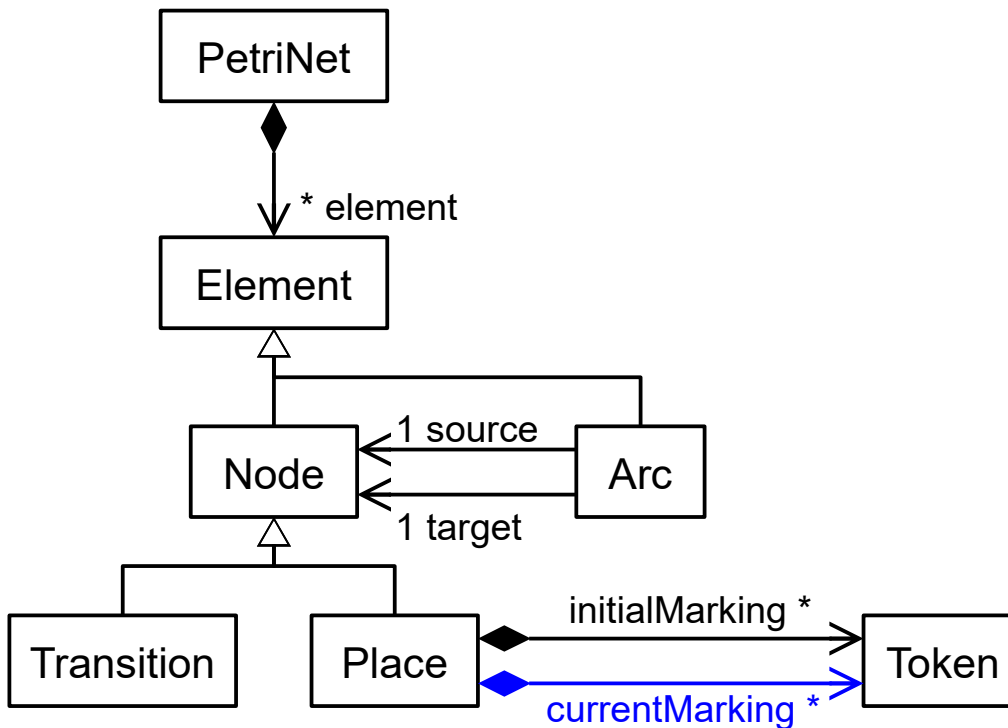 PetriNet
* element
Element
1 source
Node
Arc
1 target
initialMarking *
Transition
Place
Token
currentMarking *